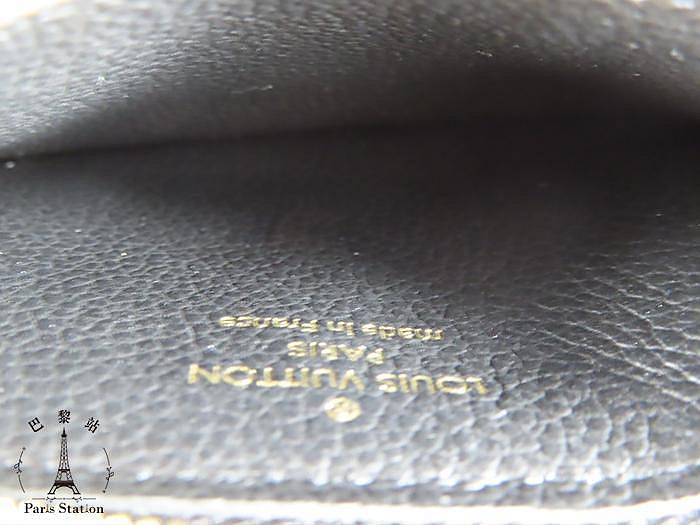 ® LOUIS VUITTON
PARIS
made in France
巴黎站
Paris Station